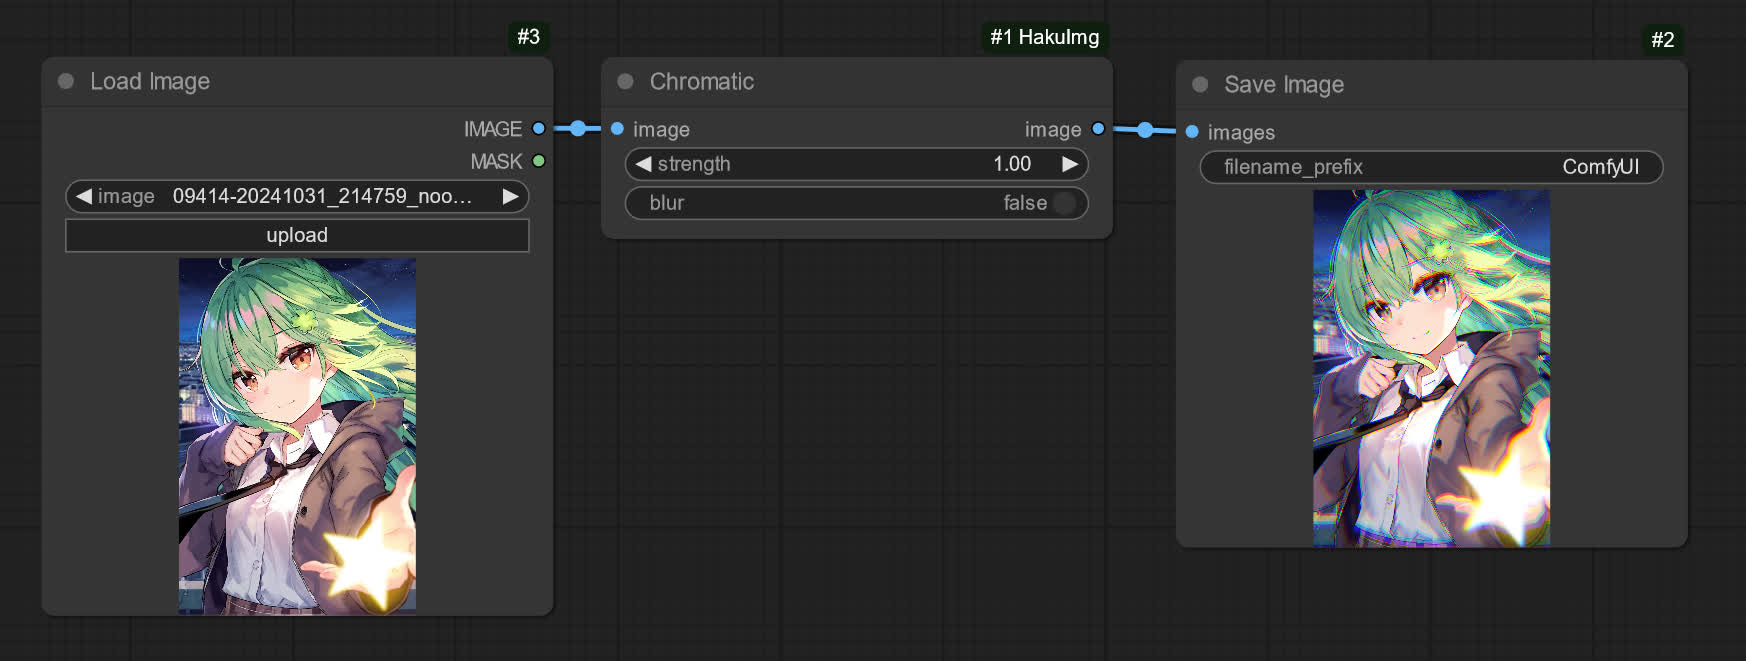 #3
Load Image
IMAGE
MASK
image 09414-20241031_214759_noo...
upload
#1 HakuImg
Chromatic
image image
strength 1.00
blur false
#2
Save Image
images
filename_prefix ComfyUI